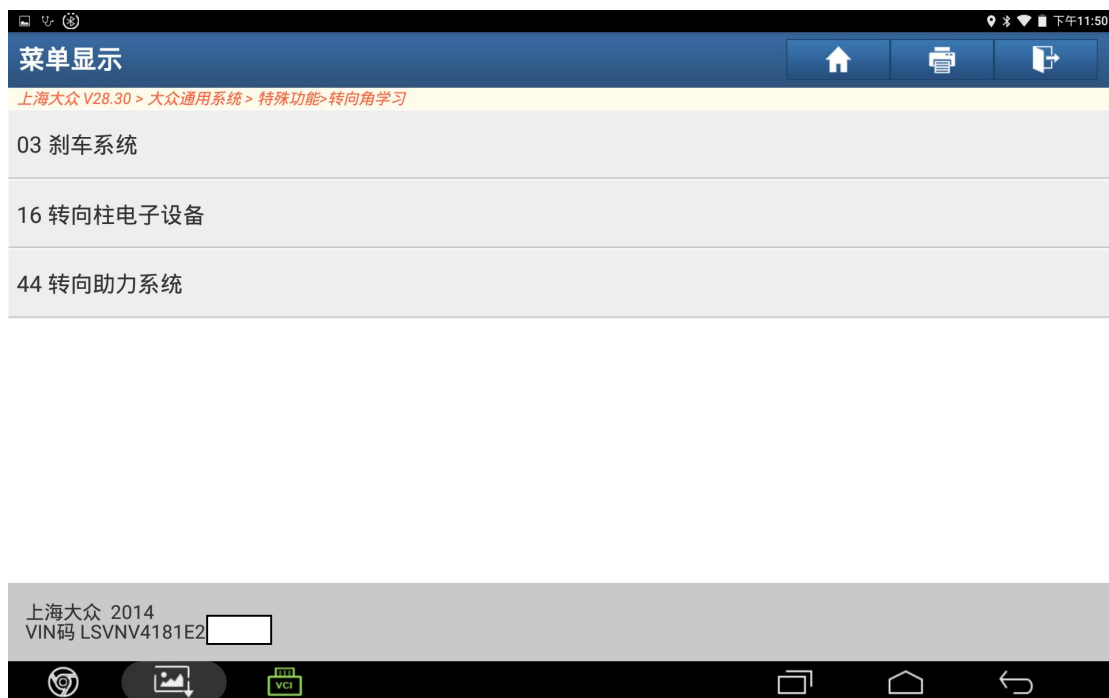 下午11:50
菜单显示
上海大众 V28.30 > 大众通用系统 > 特殊功能>转向角学习
03 刹车系统
16 转向柱电子设备
44 转向助力系统
上海大众 2014
VIN码 LSVNV4181E2
VCI